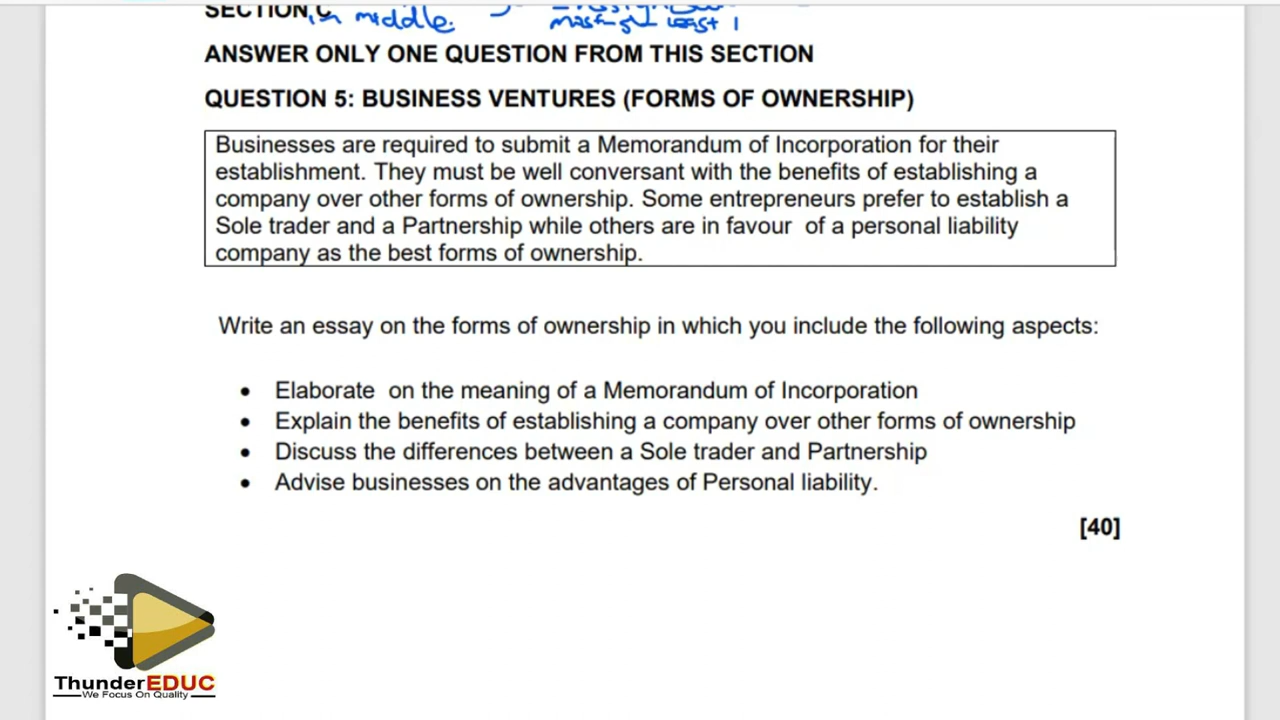 SECTION C
in middle.
least 1
ANSWER ONLY ONE QUESTION FROM THIS SECTION
QUESTION 5: BUSINESS VENTURES (FORMS OF OWNERSHIP)
Businesses are required to submit a Memorandum of Incorporation for their
establishment. They must be well conversant with the benefits of establishing a
company over other forms of ownership. Some entrepreneurs prefer to establish a
Sole trader and a Partnership while others are in favour of a personal liability
company as the best forms of ownership.
Write an essay on the forms of ownership in which you include the following aspects:
• Elaborate on the meaning of a Memorandum of Incorporation
• Explain the benefits of establishing a company over other forms of ownership
• Discuss the differences between a Sole trader and Partnership
• Advise businesses on the advantages of Personal liability.
[40]
ThunderEDUC
We Focus On Quality